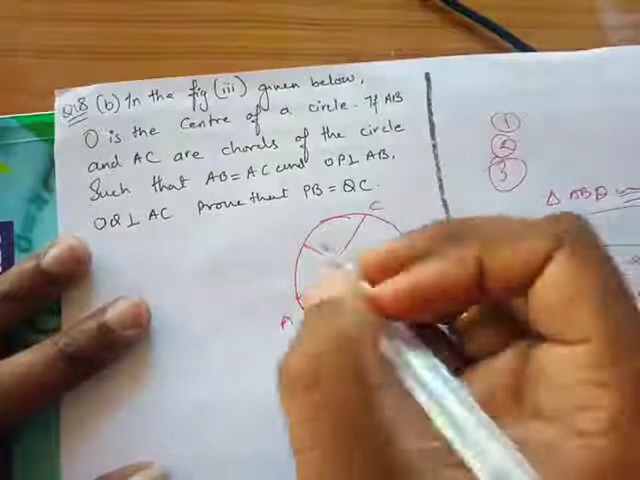 Q.8 (b) In the fig (iii) given below,
O is the Centre of a circle. If AB
and AC are chords of the circle
Such that AB = AC and OP⊥ AB,
OQ ⊥ AC Prove that PB = QC.
C
A
①
②
③
Δ ABD